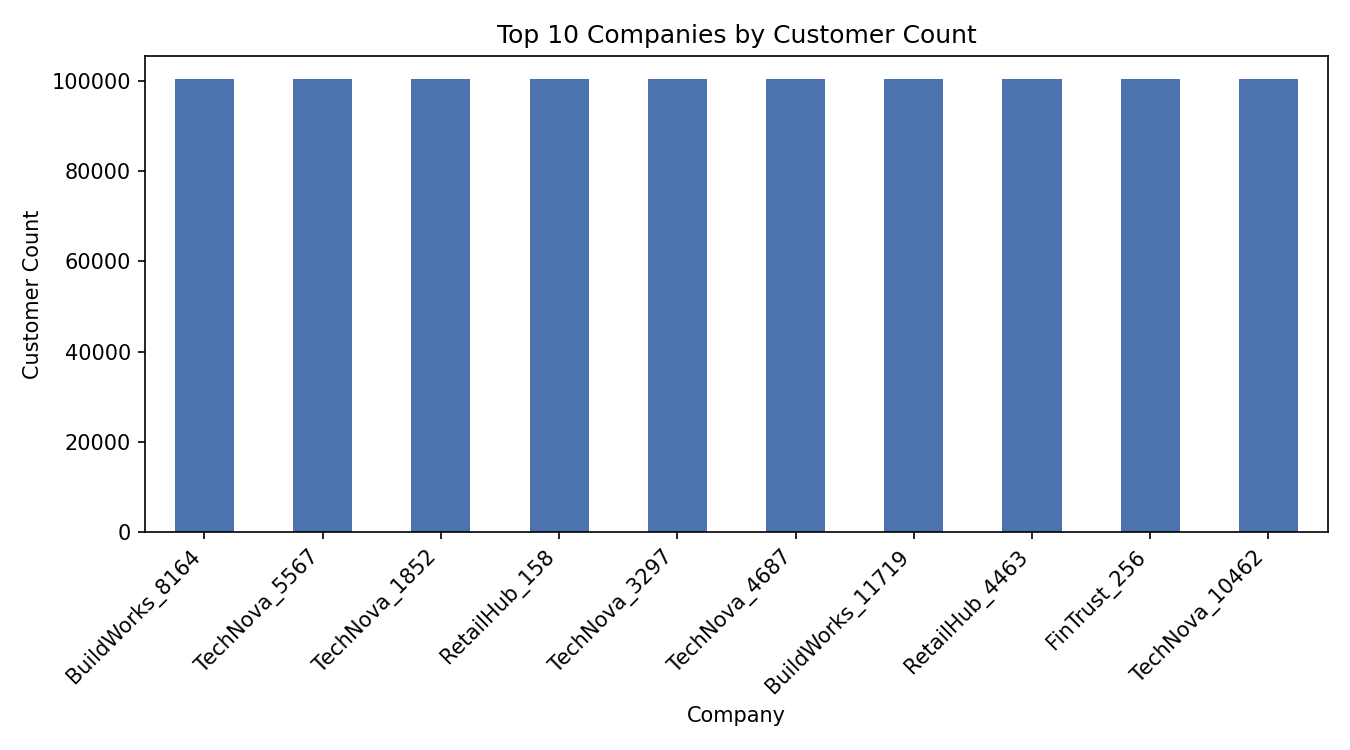 Top 10 Companies by Customer Count
100000
80000
60000
40000
20000
0
Customer Count
BuildWorks_8164
TechNova_5567
TechNova_1852
RetailHub_158
TechNova_3297
TechNova_4687
BuildWorks_11719
RetailHub_4463
FinTrust_256
TechNova_10462
Company